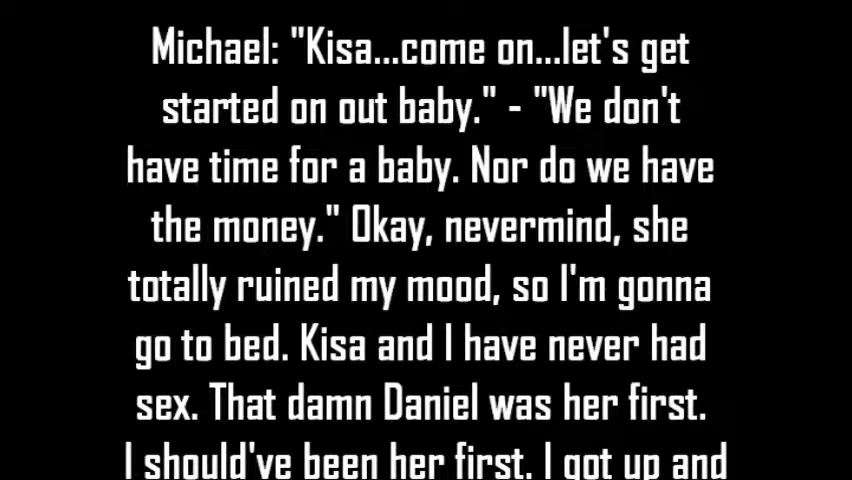 Michael: "Kisa...come on...let's get
started on out baby." - "We don't
have time for a baby. Nor do we have
the money." Okay, nevermind, she
totally ruined my mood, so I'm gonna
go to bed. Kisa and I have never had
sex. That damn Daniel was her first.
I should've been her first. I got up and